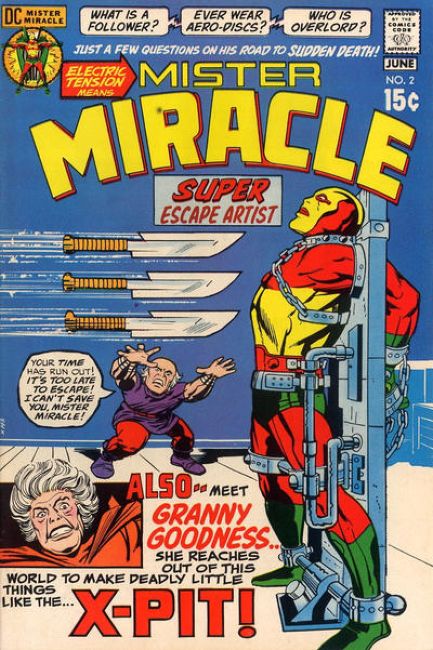 DC MISTER
MIRACLE
WHAT IS A
FOLLOWER?
EVER WEAR
AERO-DISCS?
WHO IS
OVERLORD?
APPROVED
BY THE
COMICS
CODE
AUTHORITY
JUST A FEW QUESTIONS ON HIS ROAD TO SUDDEN DEATH!
JUNE
NO. 2
15¢
ELECTRIC
TENSION
MEANS
MISTER
MIRACLE
SUPER
ESCAPE ARTIST
YOUR TIME
HAS RUN OUT!
IT'S TOO LATE
TO ESCAPE!
I CAN'T SAVE
YOU, MISTER
MIRACLE!
ALSO-- MEET
GRANNY
GOODNESS...
SHE REACHES
OUT OF THIS
WORLD TO MAKE DEADLY LITTLE
THINGS
LIKE THE...
X-PIT!